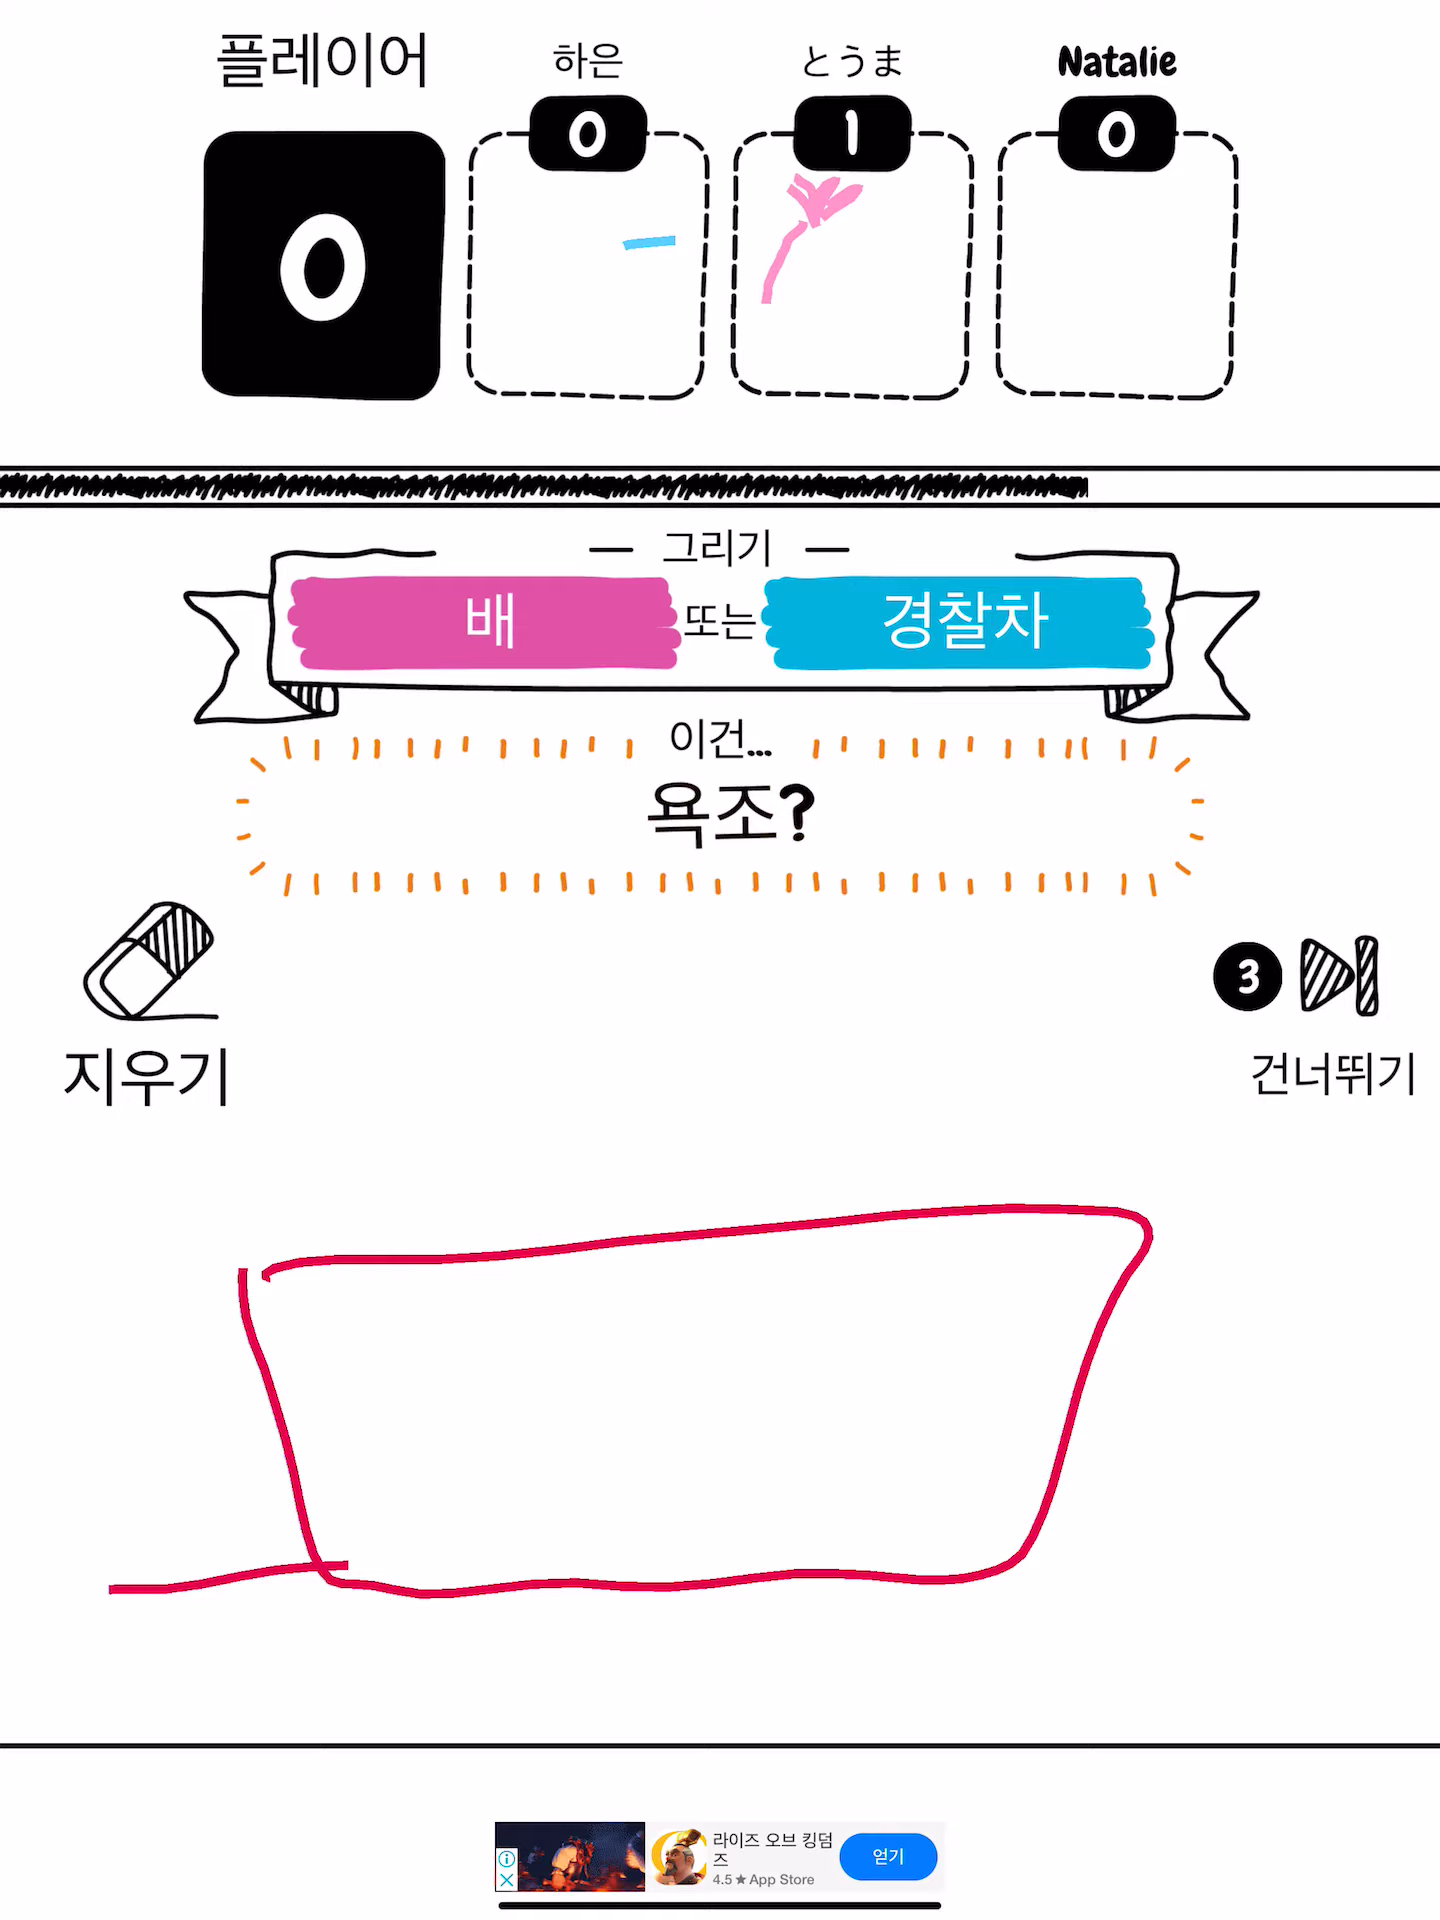 플레이어
하은
とうま
Natalie
0
0
1
0
그리기
배
또는
경찰차
이건...
욕조?
3
지우기
건너뛰기
라이즈 오브 킹덤
즈
4.5 ★ App Store
얻기